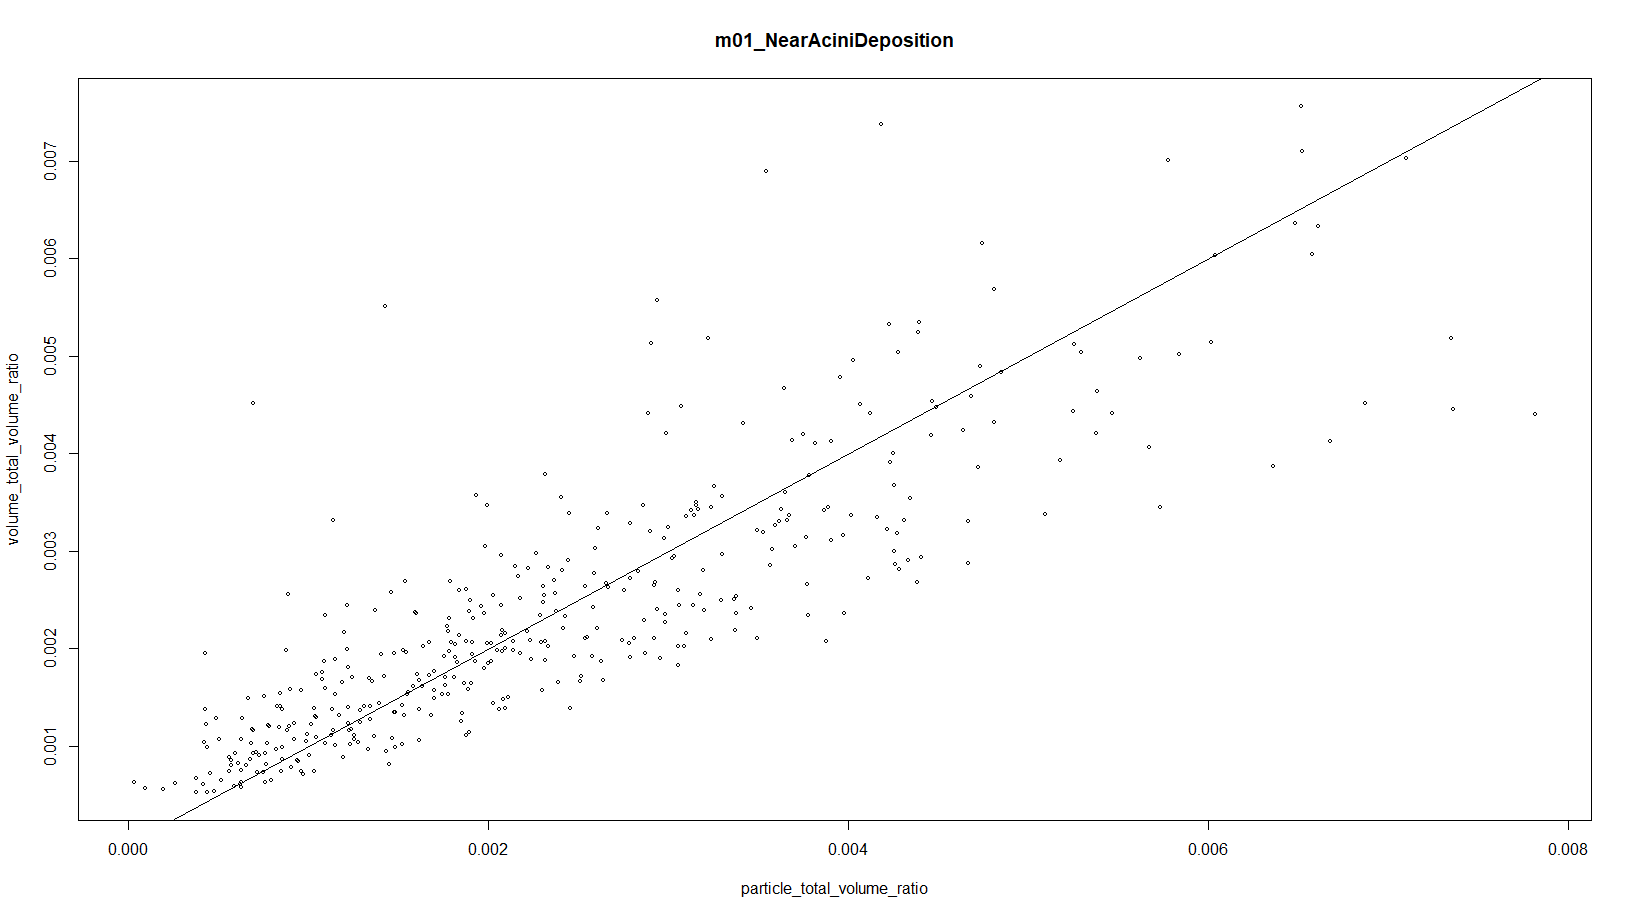 m01_NearAciniDeposition
volume_total_volume_ratio
0.007
0.006
0.005
0.004
0.003
0.002
0.001
0.000 0.002 0.004 0.006 0.008
particle_total_volume_ratio